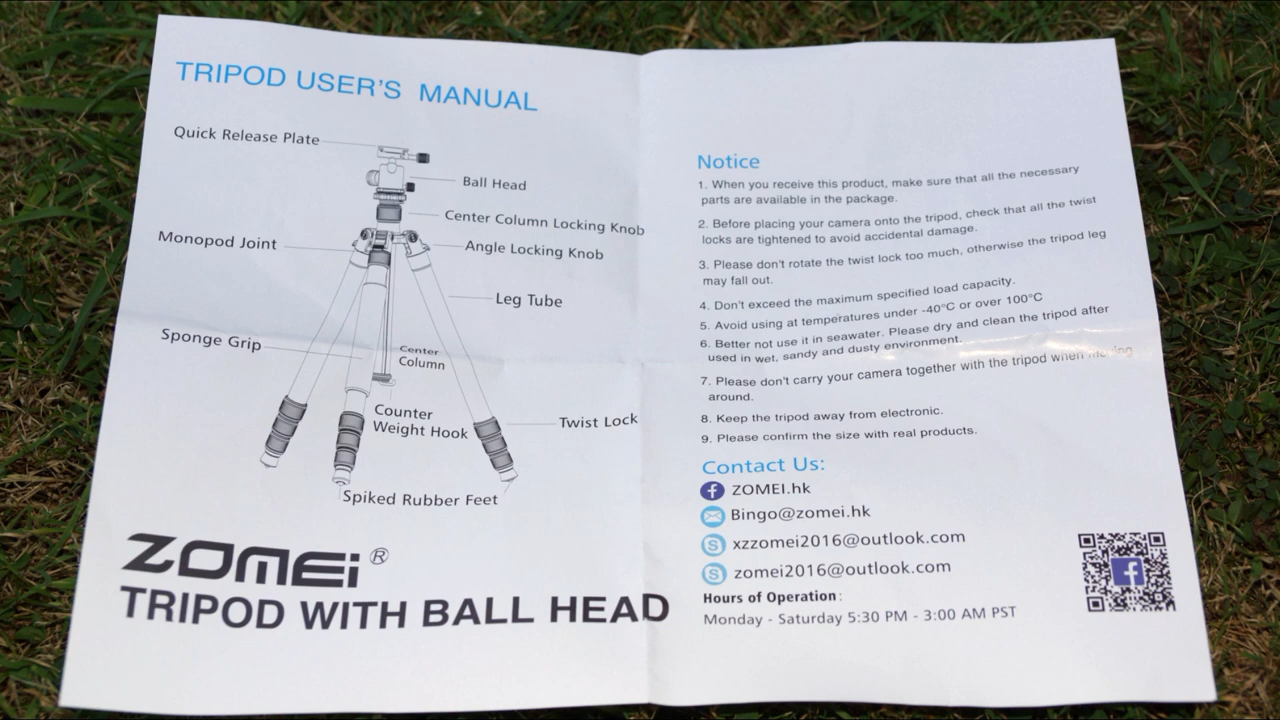 TRIPOD USER'S MANUAL
Quick Release Plate
Ball Head
Center Column Locking Knob
Monopod Joint
Angle Locking Knob
Leg Tube
Sponge Grip
Center
Column
Counter
Weight Hook
Twist Lock
Spiked Rubber Feet
ZOMEi ®
TRIPOD WITH BALL HEAD
Notice
1. When you receive this product, make sure that all the necessary
parts are available in the package.
2. Before placing your camera onto the tripod, check that all the twist
locks are tightened to avoid accidental damage.
3. Please don't rotate the twist lock too much, otherwise the tripod leg
may fall out.
4. Don't exceed the maximum specified load capacity.
5. Avoid using at temperatures under -40°C or over 100°C
6. Better not use it in seawater. Please dry and clean the tripod after
used in wet, sandy and dusty environment.
7. Please don't carry your camera together with the tripod when moving
around.
8. Keep the tripod away from electronic.
9. Please confirm the size with real products.
Contact Us:
ZOMEI.hk
Bingo@zomei.hk
xzzomei2016@outlook.com
zomei2016@outlook.com
Hours of Operation:
Monday - Saturday 5:30 PM - 3:00 AM PST